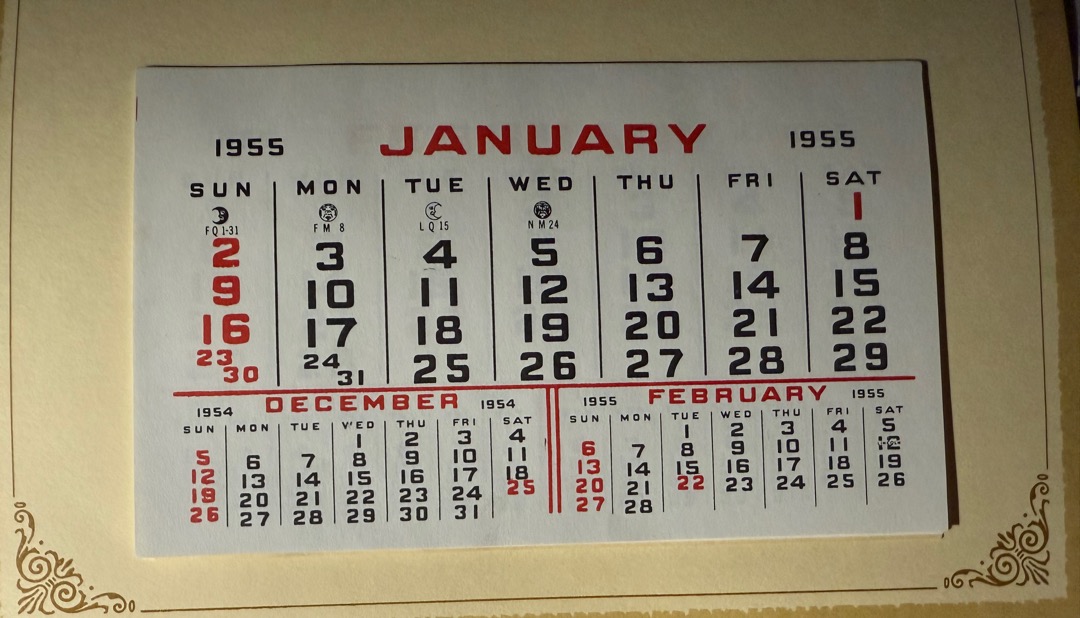 1955 JANUARY 1955
SUN MON TUE WED THU FRI SAT
FQ 1-31 FM 8 LQ 15 NM 24 1
2 3 4 5 6 7 8
9 10 11 12 13 14 15
16 17 18 19 20 21 22
23 24 25 26 27 28 29
30 31
1954 DECEMBER 1954
SUN MON TUE WED THU FRI SAT
1 2 3 4
5 6 7 8 9 10 11
12 13 14 15 16 17 18
19 20 21 22 23 24 25
26 27 28 29 30 31
1955 FEBRUARY 1955
SUN MON TUE WED THU FRI SAT
1 2 3 4 5
6 7 8 9 10 11
13 14 15 16 17 18 19
20 21 22 23 24 25 26
27 28